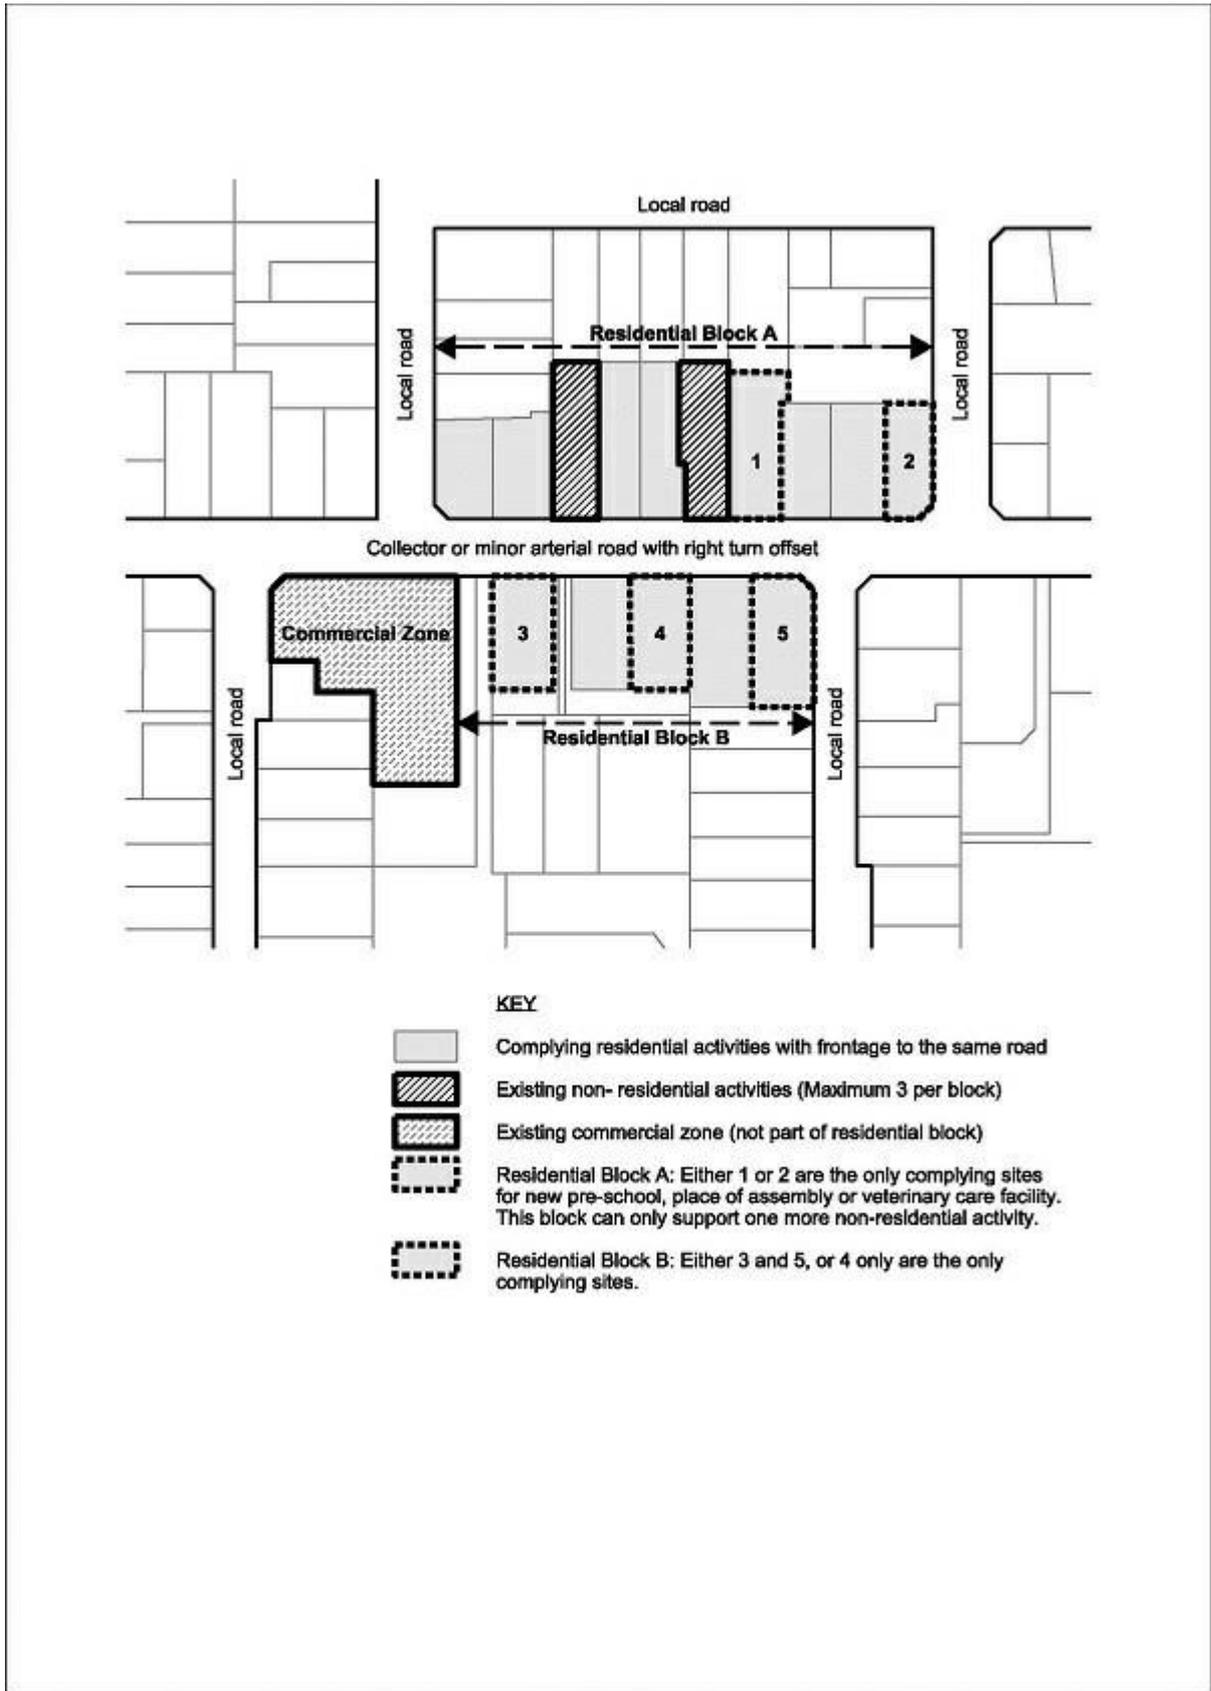 Local road
Residential Block A
Local road
Local road
1
2
Collector or minor arterial road with right turn offset
Commercial Zone
3
4
5
Local road
Local road
Residential Block B
KEY
Complying residential activities with frontage to the same road
Existing non- residential activities (Maximum 3 per block)
Existing commercial zone (not part of residential block)
Residential Block A: Either 1 or 2 are the only complying sites
for new pre-school, place of assembly or veterinary care facility.
This block can only support one more non-residential activity.
Residential Block B: Either 3 and 5, or 4 only are the only
complying sites.